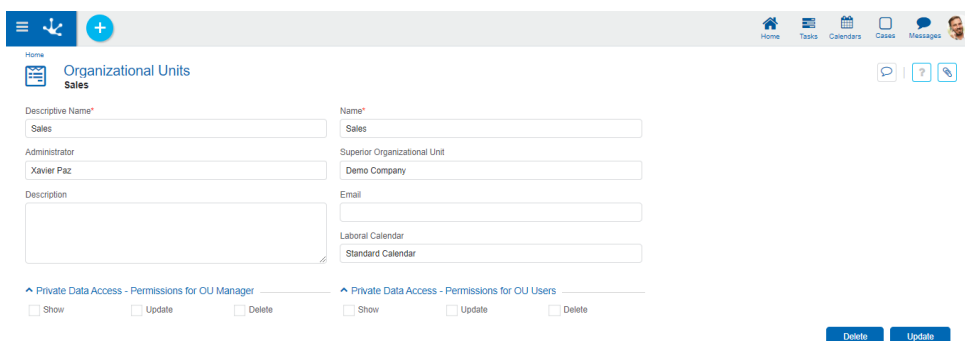 Home Tasks Calendars Cases Messages
Home
Organizational Units
Sales
?
Descriptive Name* Name*
Sales Sales
Administrator Superior Organizational Unit
Xavier Paz Demo Company
Description Email
Laboral Calendar
Standard Calendar
Private Data Access - Permissions for OU Manager Private Data Access - Permissions for OU Users
Show Update Delete Show Update Delete
Delete Update